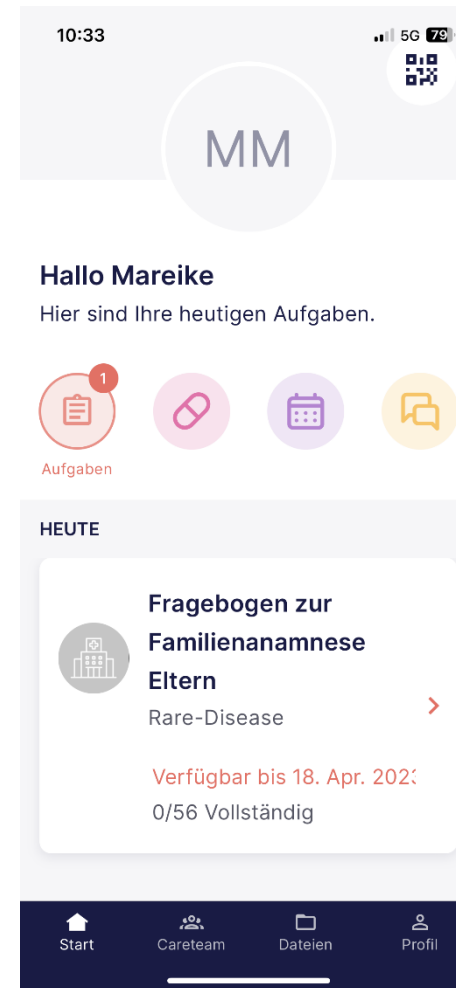 10:33
5G 79
MM
Hallo Mareike
Hier sind Ihre heutigen Aufgaben.
1
Aufgaben
HEUTE
Fragebogen zur
Familienanamnese
Eltern
Rare-Disease
Verfügbar bis 18. Apr. 2023
0/56 Vollständig
Start
Careteam
Dateien
Profil